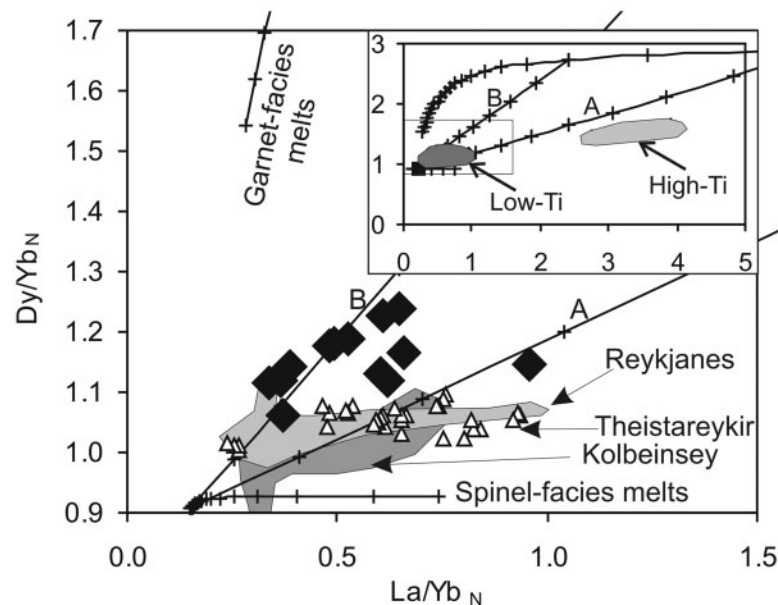 1.7
1.6
1.5
1.4
1.3
1.2
1.1
1.0
0.9
Dy/Yb N
0.0
0.5
1.0
1.5
La/Yb N
Garnet-facies
melts
B
A
Reykjanes
Theistareykir
Kolbeinsey
Spinel-facies melts
3
2
1
0
0
1
2
3
4
5
B
A
Low-Ti
High-Ti